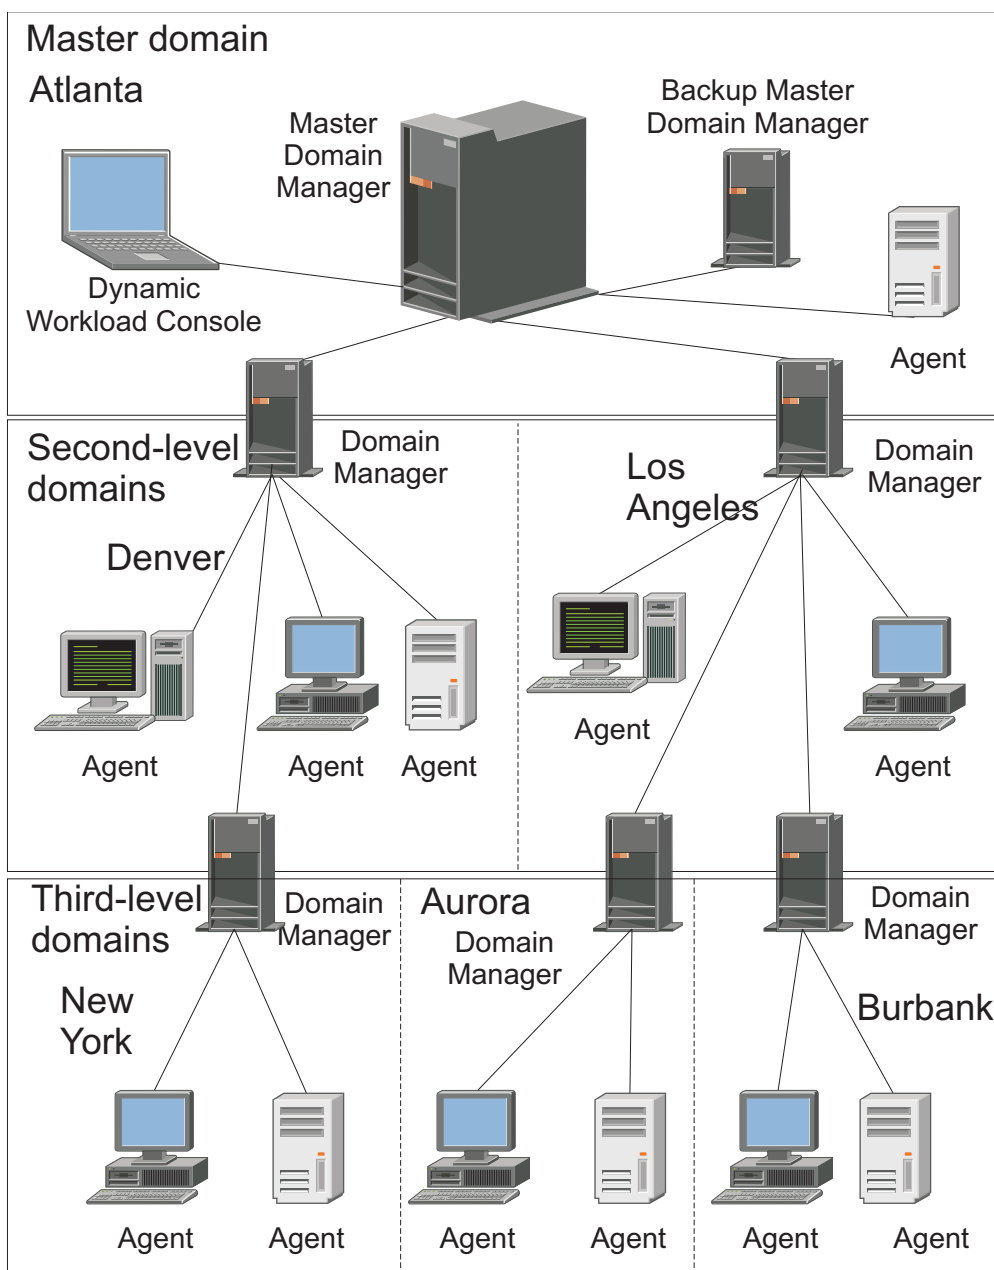 Master domain
Atlanta
Master
Domain
Manager
Backup Master
Domain Manager
Dynamic
Workload Console
Agent
Second-level
domains
Domain
Manager
Denver
Agent
Agent
Agent
Los
Angeles
Domain
Manager
Agent
Agent
Third-level
domains
Domain
Manager
New
York
Agent
Agent
Aurora
Domain
Manager
Agent
Agent
Domain
Manager
Burbank
Agent
Agent